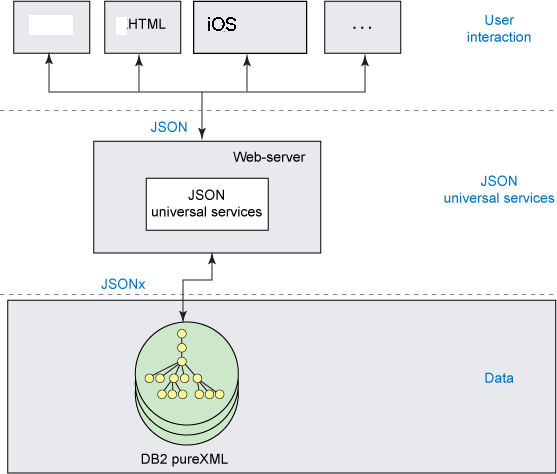 .HTML
iOS
...
User
interaction
JSON
Web-server
JSON
universal services
JSON
universal services
JSONx
Data
DB2 pureXML